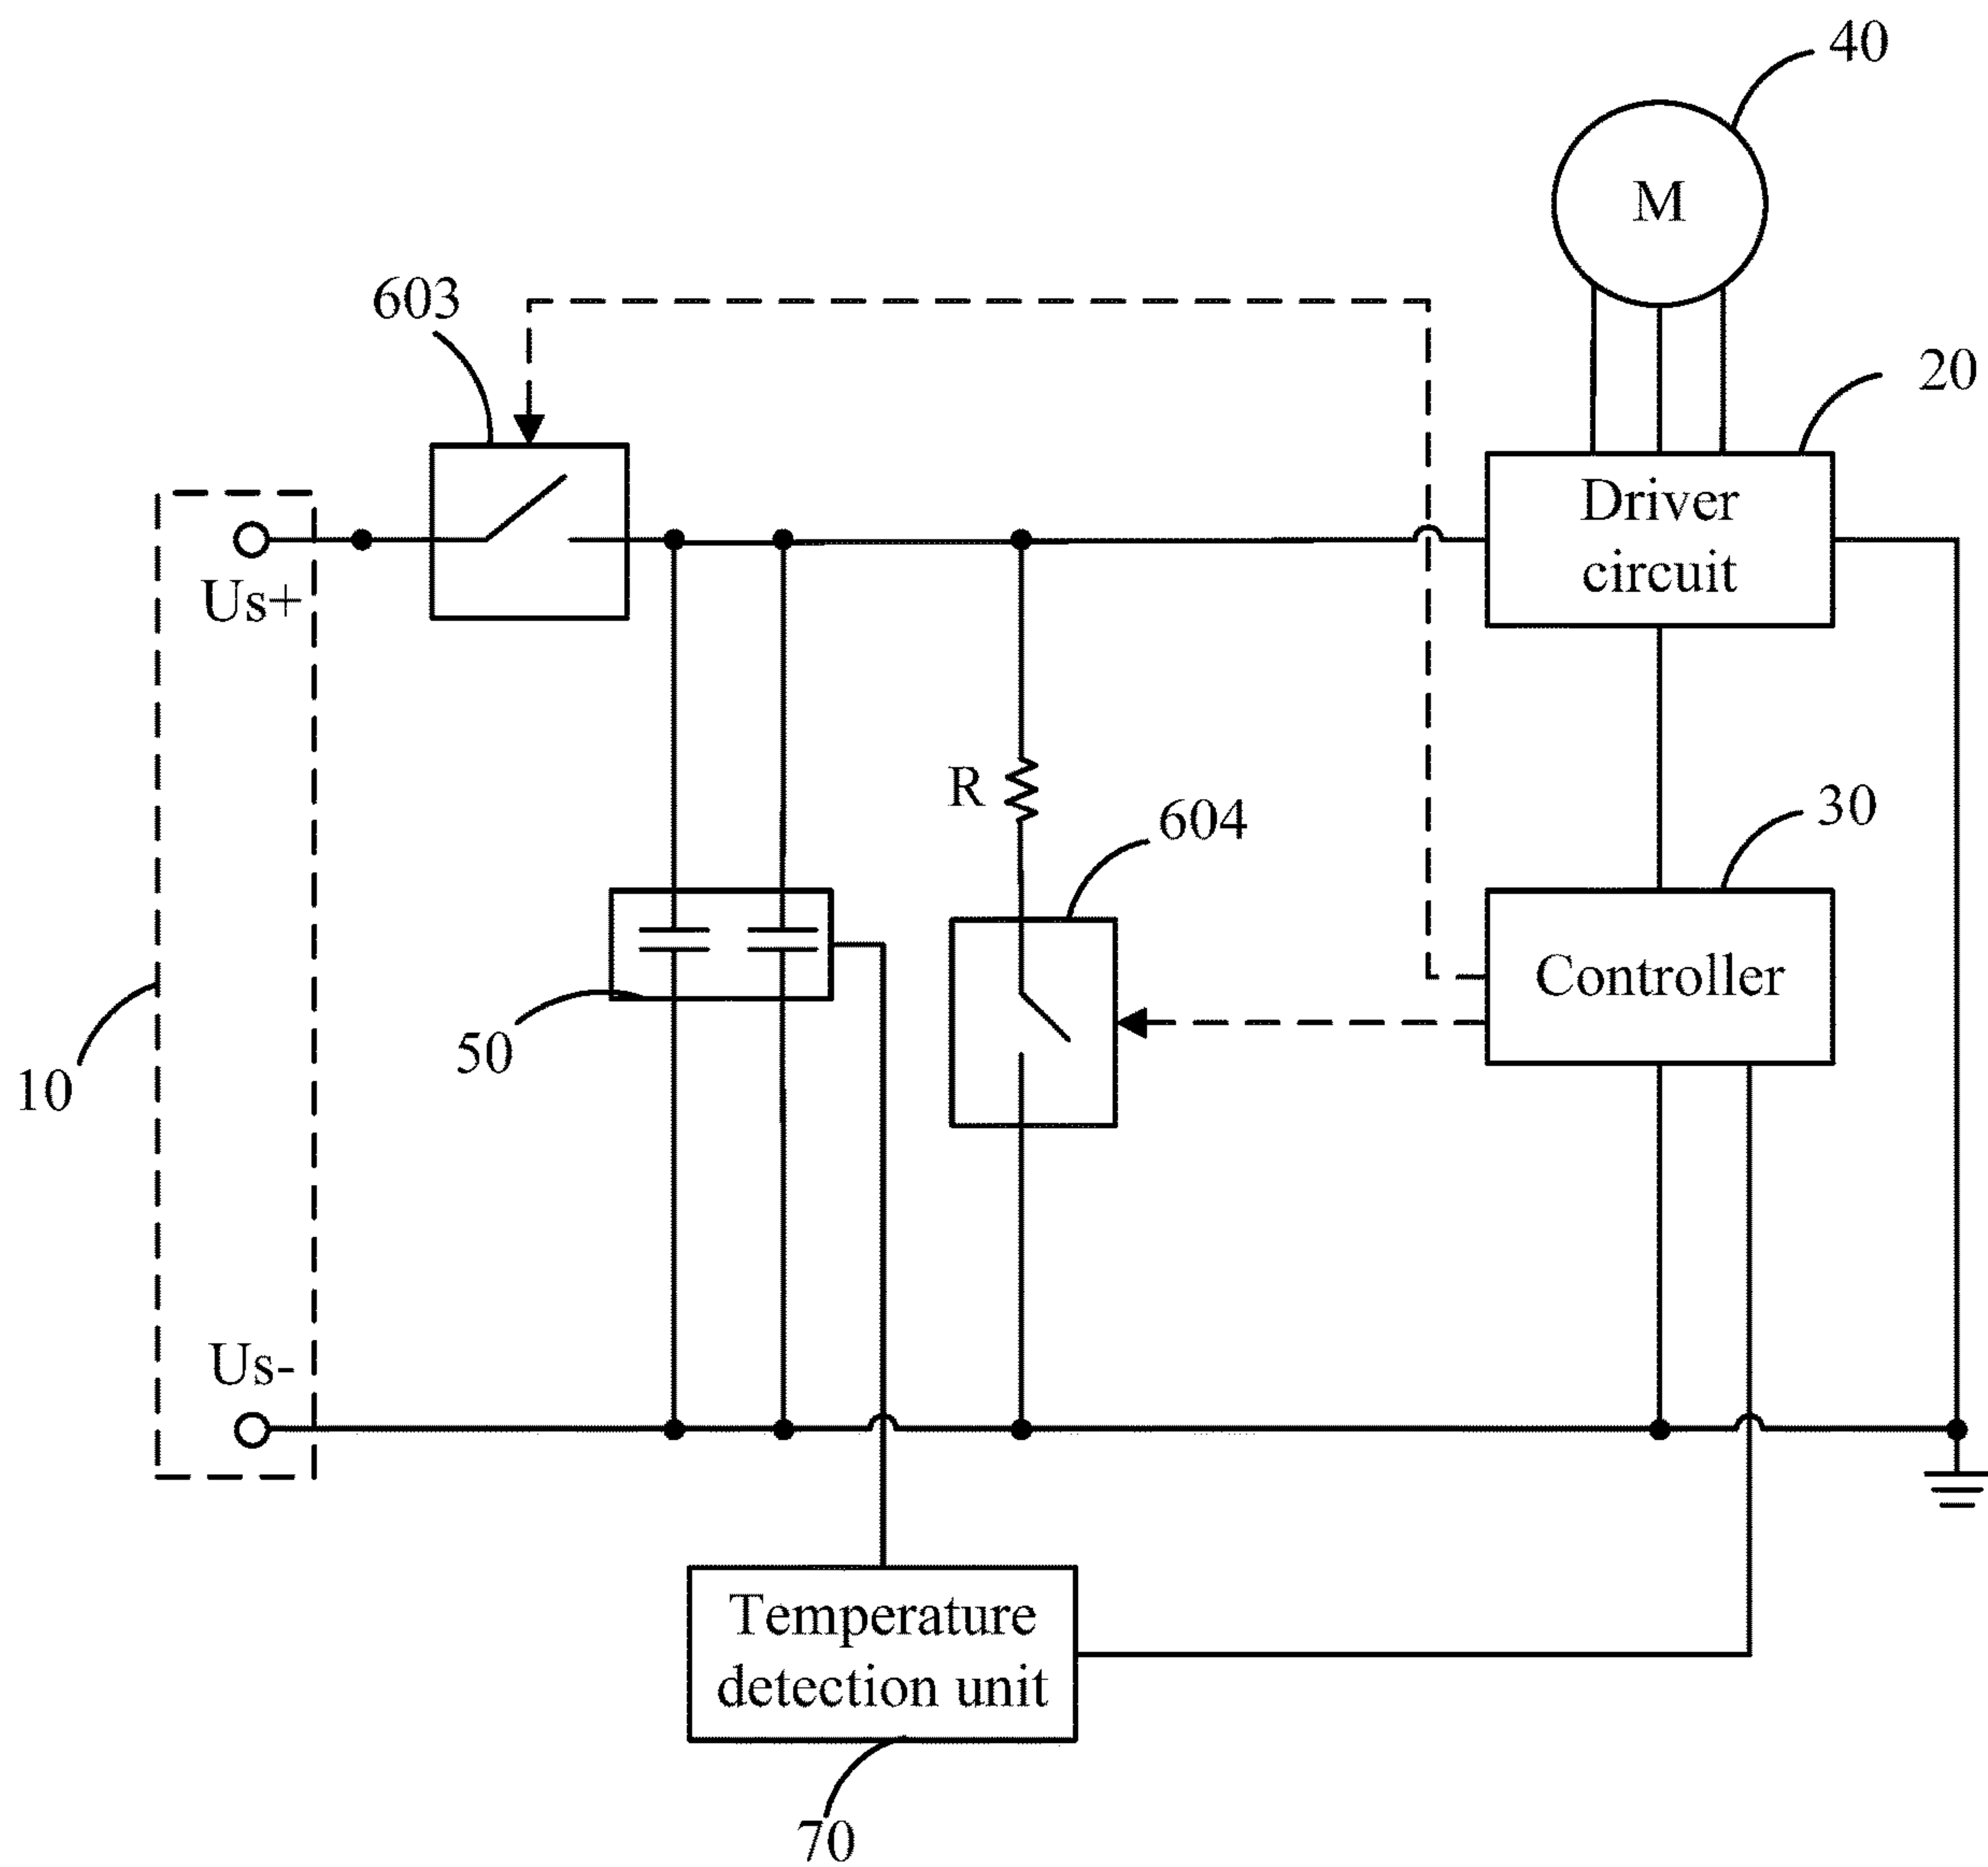 40
M
603
20
Driver
circuit
Us+
R
604
30
Controller
50
10
Us-
Temperature
detection unit
70